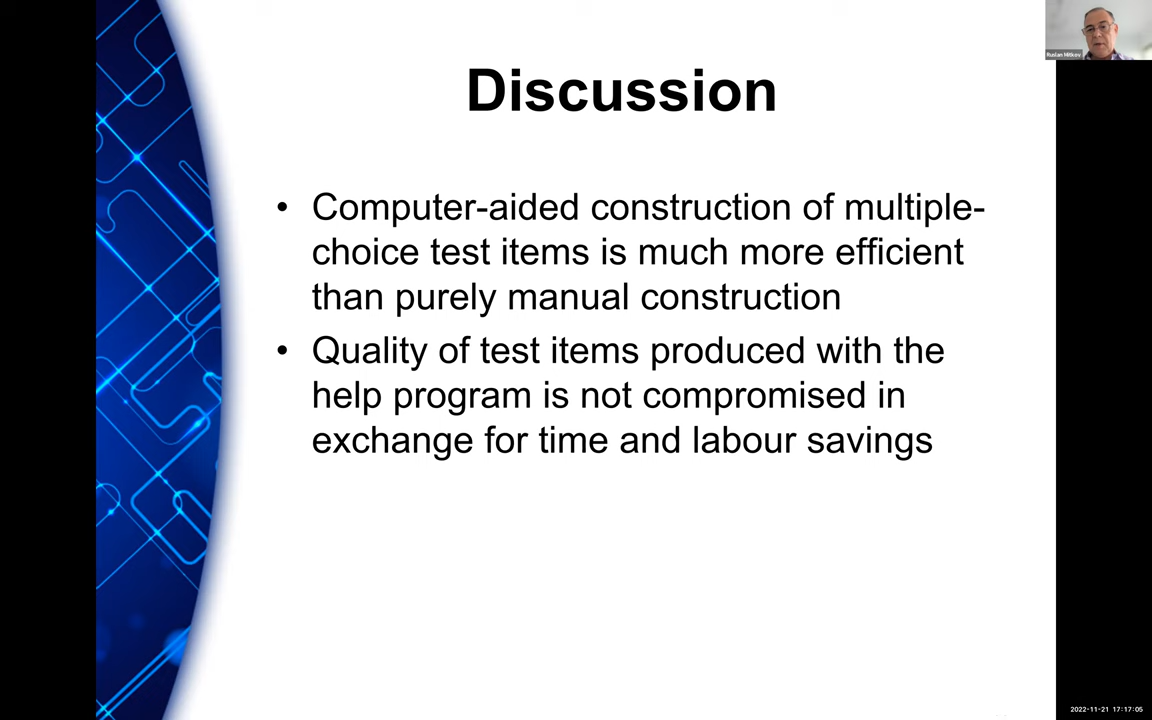 Ruslan Mitkov
Discussion
• Computer-aided construction of multiple-
choice test items is much more efficient
than purely manual construction
• Quality of test items produced with the
help program is not compromised in
exchange for time and labour savings
2022-11-21 17:17:05